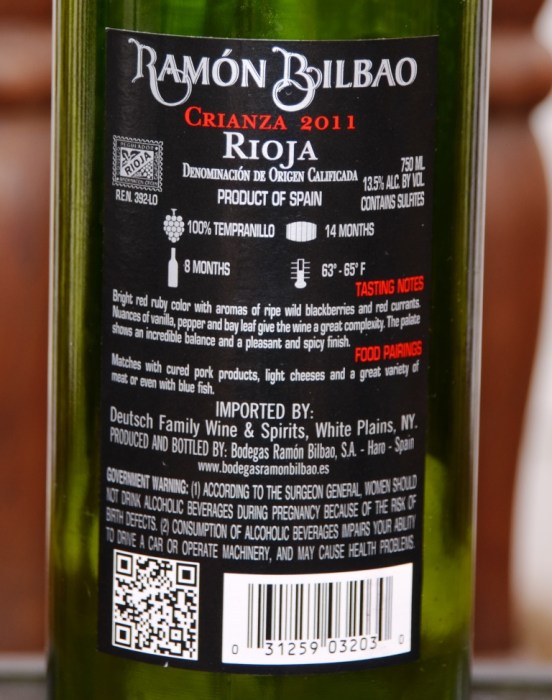 RAMÓN BILBAO
CRIANZA 2011
RIOJA
DENOMINACIÓN DE ORIGEN CALIFICADA
PRODUCT OF SPAIN
750 ML
13.5% ALC. BY VOL
CONTAINS SULFITES
RIOJA
R.E.N. 392-LO
100% TEMPRANILLO
14 MONTHS
8 MONTHS
63° - 65° F
TASTING NOTES
Bright red ruby color with aromas of ripe wild blackberries and red currants.
Nuances of vanilla, pepper and bay leaf give the wine a great complexity. The palate
shows an incredible balance and a pleasant and spicy finish.
FOOD PAIRINGS
Matches with cured pork products, light cheeses and a great variety of
meat or even with blue fish.
IMPORTED BY:
Deutsch Family Wine & Spirits, White Plains, NY.
PRODUCED AND BOTTLED BY: Bodegas Ramón Bilbao, S.A. - Haro - Spain
www.bodegasramonbilbao.es
GOVERNMENT WARNING: (1) ACCORDING TO THE SURGEON GENERAL, WOMEN SHOULD
NOT DRINK ALCOHOLIC BEVERAGES DURING PREGNANCY BECAUSE OF THE RISK OF
BIRTH DEFECTS. (2) CONSUMPTION OF ALCOHOLIC BEVERAGES IMPAIRS YOUR ABILITY
TO DRIVE A CAR OR OPERATE MACHINERY, AND MAY CAUSE HEALTH PROBLEMS.
0 31259 03203 0